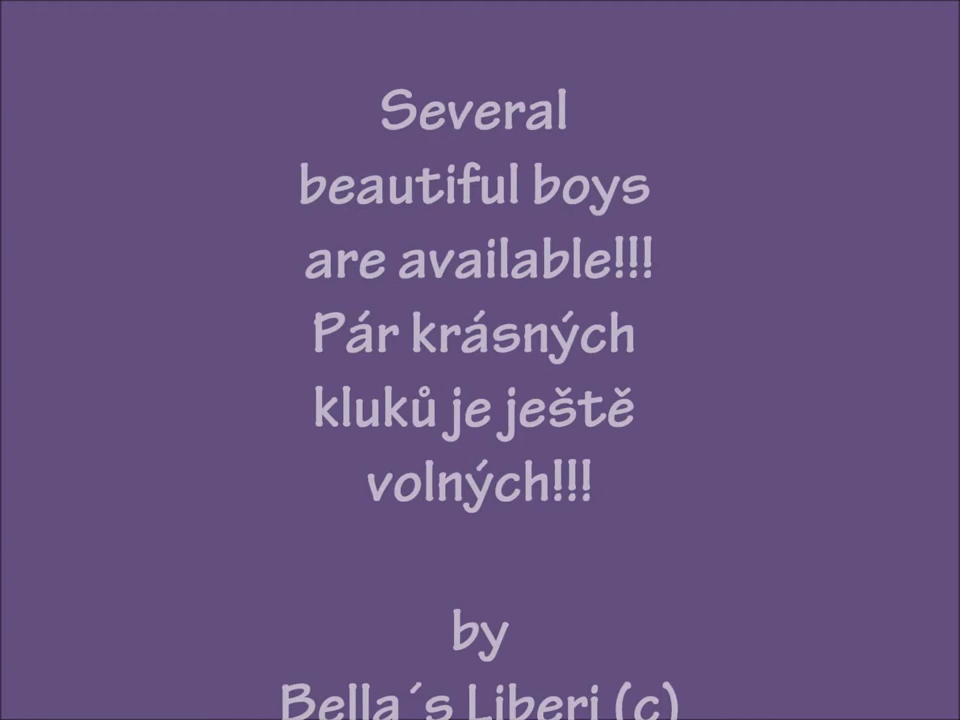 Several
beautiful boys
are available!!!
Pár krásných
kluků je ještě
volných!!!
by
Bella´s Liberi (c)